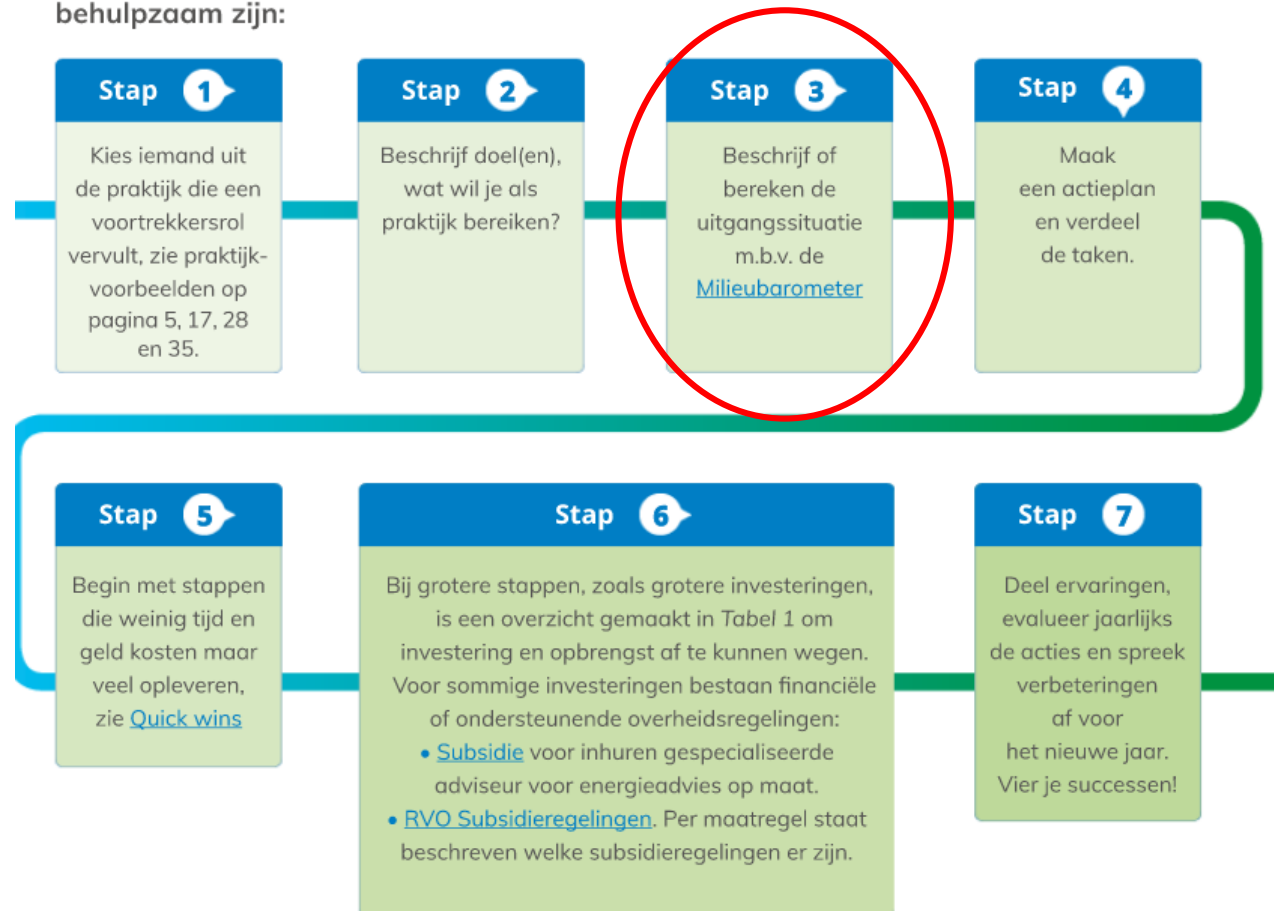 behulpzaam zijn:
Stap 1
Kies iemand uit
de praktijk die een
voortrekkersrol
vervult, zie praktijk-
voorbeelden op
pagina 5, 17, 28
en 35.
Stap 2
Beschrijf doel(en),
wat wil je als
praktijk bereiken?
Stap 3
Beschrijf of
bereken de
uitgangssituatie
m.b.v. de
Milieubarometer
Stap 4
Maak
een actieplan
en verdeel
de taken.
Stap 5
Begin met stappen
die weinig tijd en
geld kosten maar
veel opleveren,
zie Quick wins
Stap 6
Bij grotere stappen, zoals grotere investeringen,
is een overzicht gemaakt in Tabel 1 om
investering en opbrengst af te kunnen wegen.
Voor sommige investeringen bestaan financiële
of ondersteunende overheidsregelingen:
• Subsidie voor inhuren gespecialiseerde
adviseur voor energieadvies op maat.
• RVO Subsidieregelingen. Per maatregel staat
beschreven welke subsidieregelingen er zijn.
Stap 7
Deel ervaringen,
evalueer jaarlijks
de acties en spreek
verbeteringen
af voor
het nieuwe jaar.
Vier je successen!